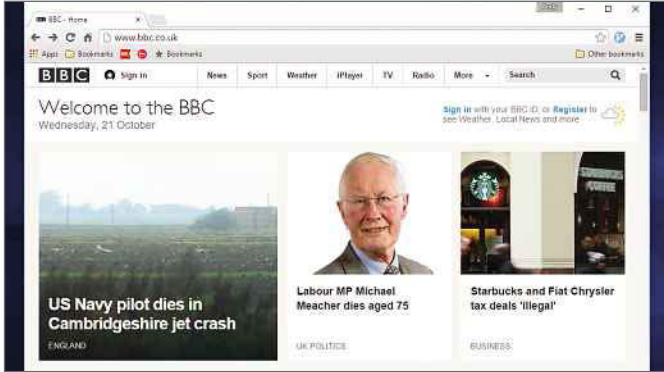 BBC - Home
www.bbc.co.uk
Apps Bookmarks Bookmarks Other bookmarks
BBC Sign in News Sport Weather iPlayer TV Radio More Search
Welcome to the BBC
Wednesday, 21 October
Sign in with your BBC ID, or Register to
see Weather, Local News and more
STARBUCKS
COFFEE
US Navy pilot dies in
Cambridgeshire jet crash
ENGLAND
Labour MP Michael
Meacher dies aged 75
UK POLITICS
Starbucks and Fiat Chrysler
tax deals 'illegal'
BUSINESS